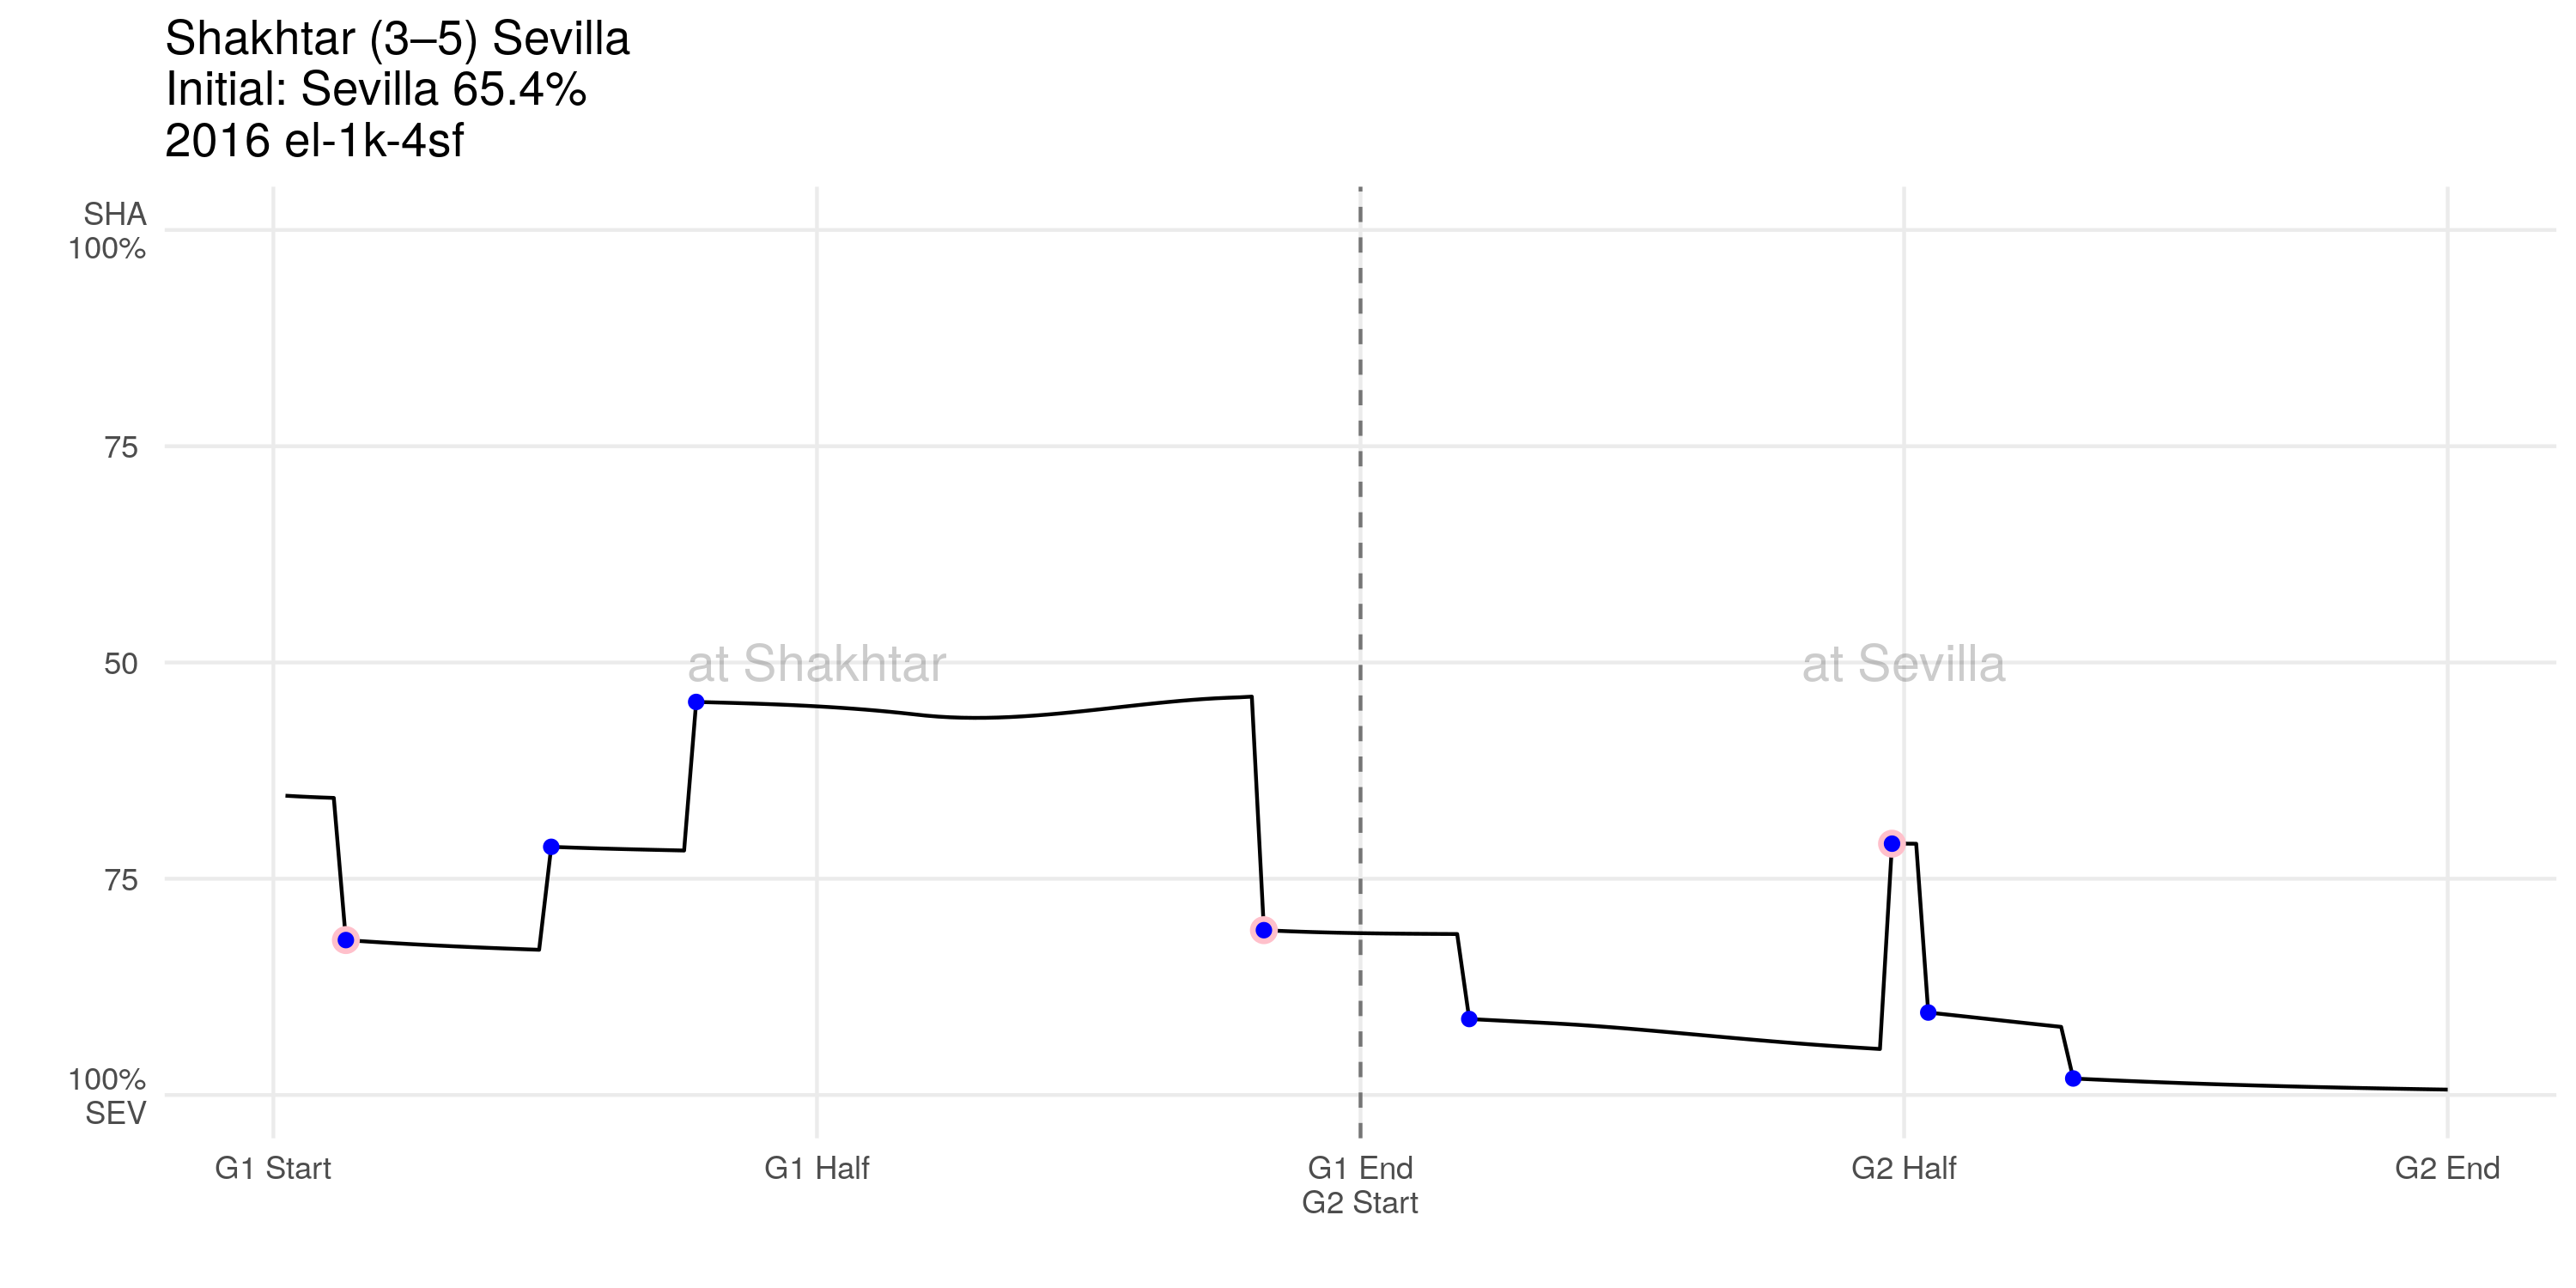 Shakhtar (3–5) Sevilla
Initial: Sevilla 65.4%
2016 el-1k-4sf
SHA
100%
75
50
75
100%
SEV
at Shakhtar
at Sevilla
G1 Start
G1 Half
G1 End
G2 Start
G2 Half
G2 End